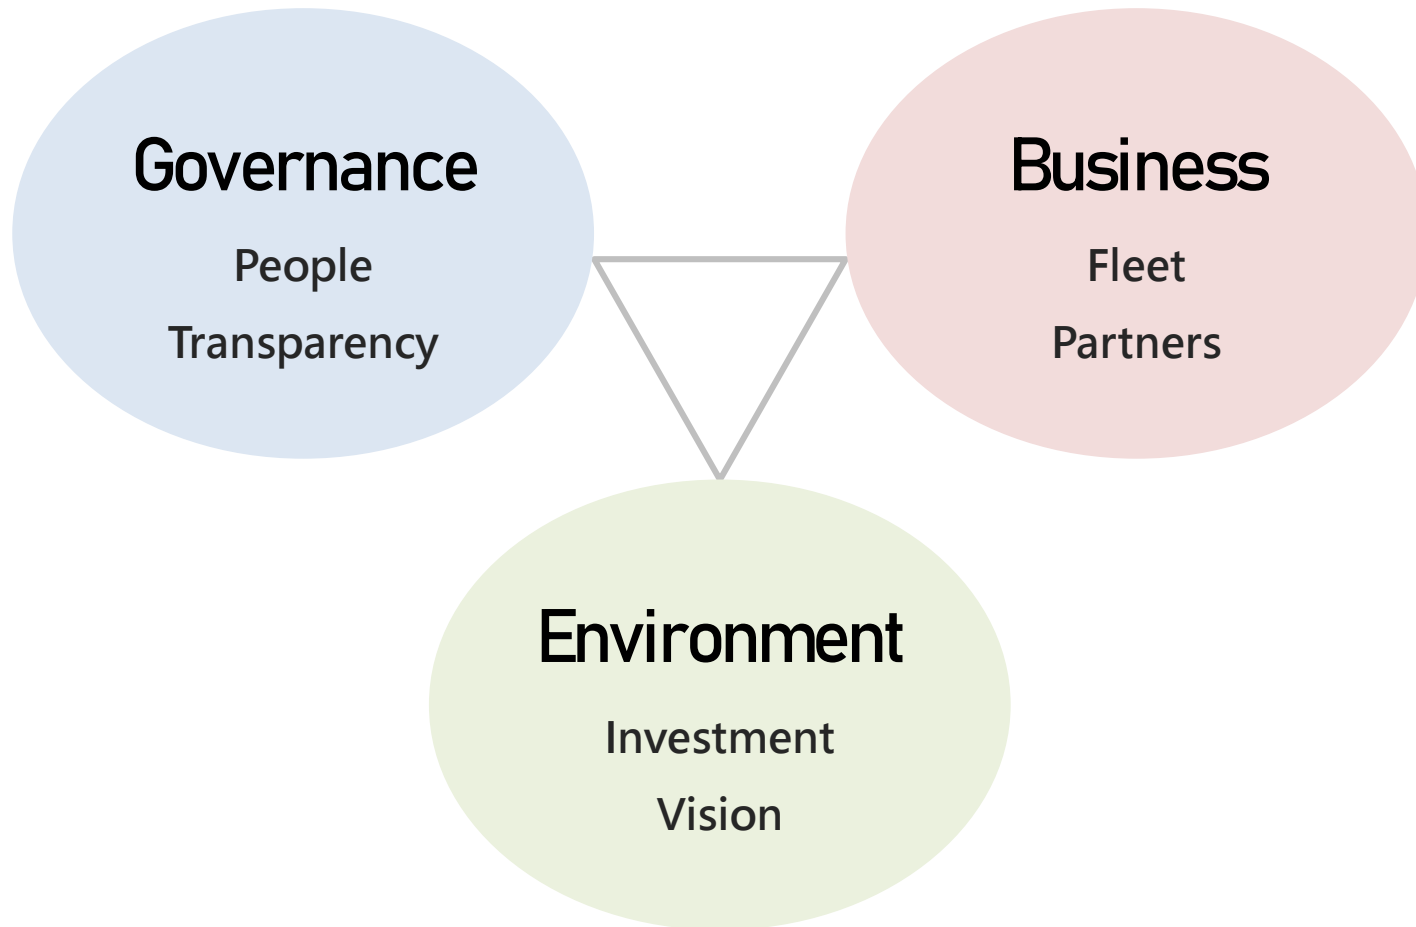 Governance
People
Transparency
Business
Fleet
Partners
Environment
Investment
Vision